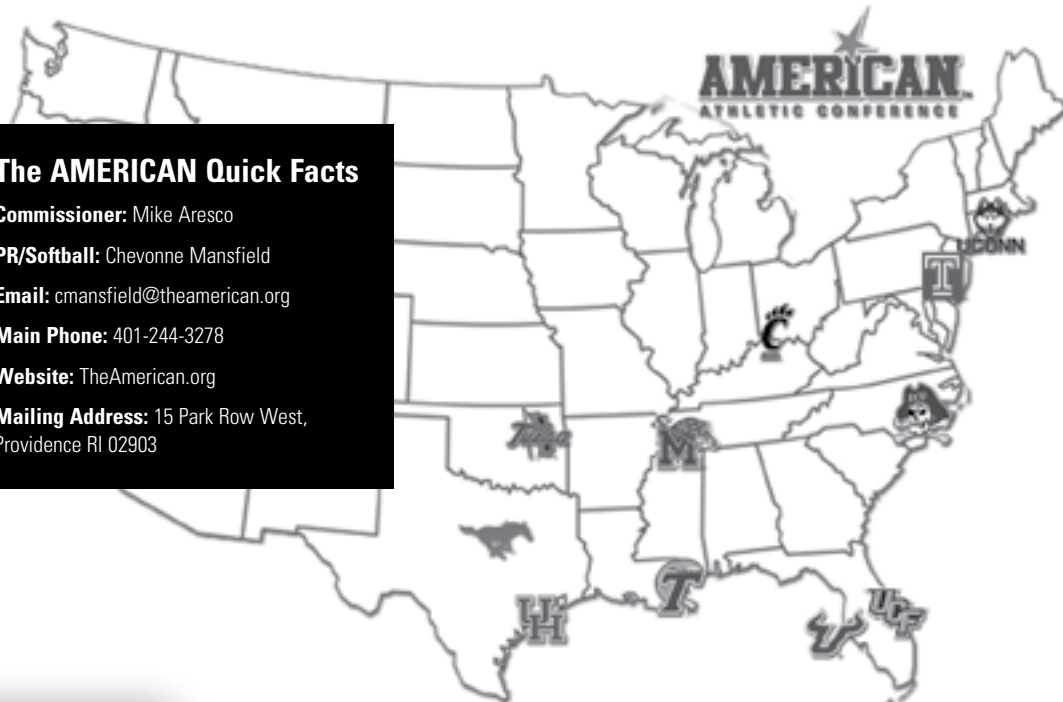 AMERICAN
ATHLETIC CONFERENCE
The AMERICAN Quick Facts
Commissioner: Mike Aresco
PR/Softball: Chevonne Mansfield
Email: cmansfield@theamerican.org
Main Phone: 401-244-3278
Website: TheAmerican.org
Mailing Address: 15 Park Row West,
Providence RI 02903
UCONN
T
C
Tulsa
M
T
UH
UCF